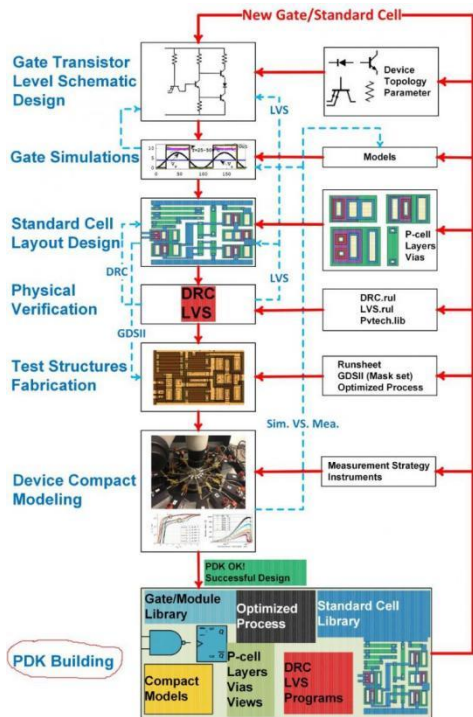 New Gate/Standard Cell
Gate Transistor
Level Schematic
Design
Device
Topology
Parameter
LVS
Gate Simulations
Models
Standard Cell
Layout Design
P-cell
Layers
Vias
DRC
LVS
Physical
Verification
DRC
LVS
DRC.rul
LVS.rul
Pvtech.lib
GDSII
Test Structures
Fabrication
Runsheet
GDSII (Mask set)
Optimized Process
Sim. VS. Mea.
Device Compact
Modeling
Measurement Strategy
Instruments
PDK OK!
Successful Design
Gate/Module
Library
Optimized
Process
Standard Cell
Library
PDK Building
Compact
Models
P-cell
Layers
Vias
Views
DRC
LVS
Programs